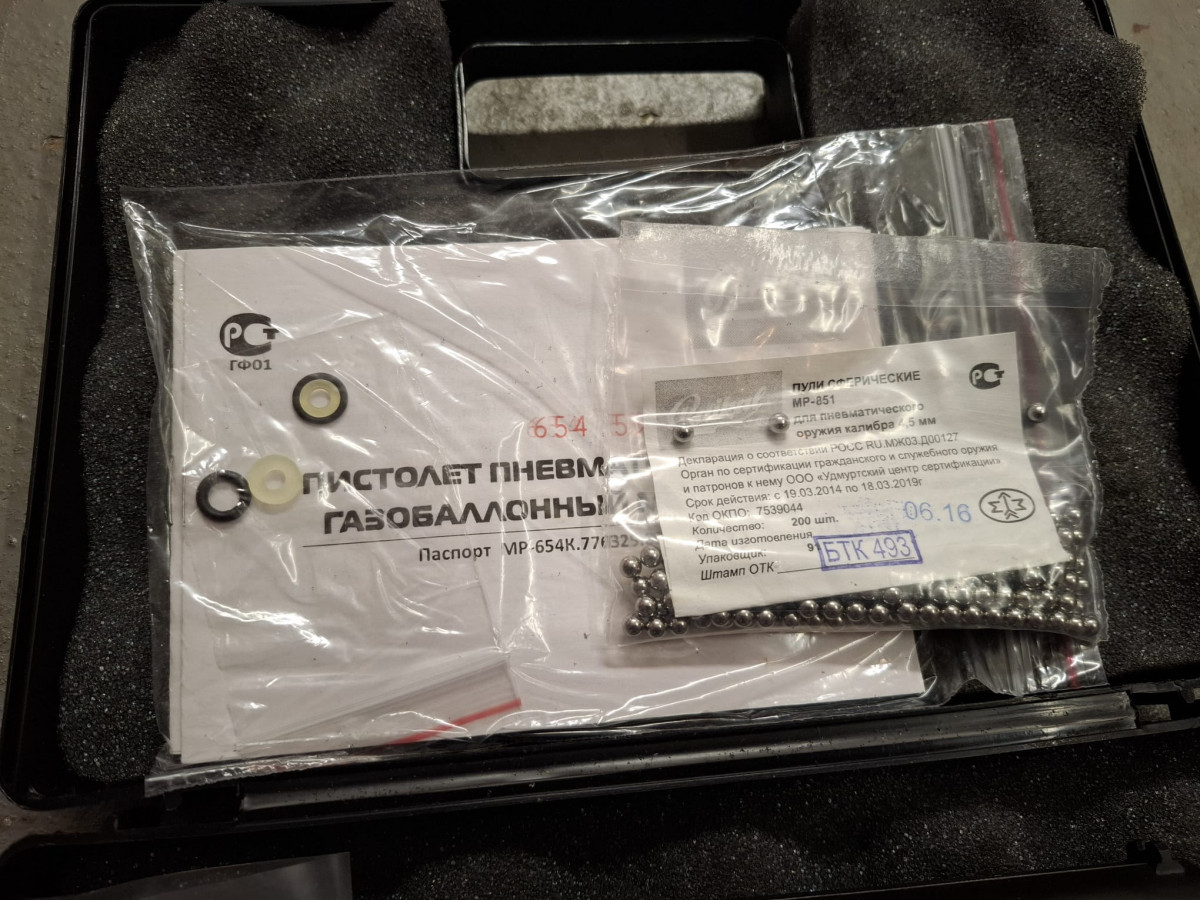 РСТ
ГФ01
654
ПИСТОЛЕТ ПНЕВМА
ГАЗОБАЛЛОННЫ
Паспорт МР-654К.776329
ПУЛИ СФЕРИЧЕСКИЕ
МР-851
для пневматического
оружия калибра 4,5 мм
Декларация о соответствии РОСС RU.МЖ03.Д00127
Орган по сертификации гражданского и служебного оружия
и патронов к нему ООО «Удмуртский центр сертификации»
Срок действия: с 19.03.2014 по 18.03.2019г
Код ОКПО: 7539044
Количество: 200 шт.
Дата изготовления 06.16
Упаковщик:
Штамп ОТК БТК 493